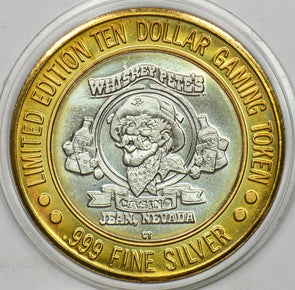 LIMITED EDITION TEN DOLLAR GAMING TOKEN
WHISKEY PETE'S
CASINO
JEAN, NEVADA
CT
.999 FINE SILVER